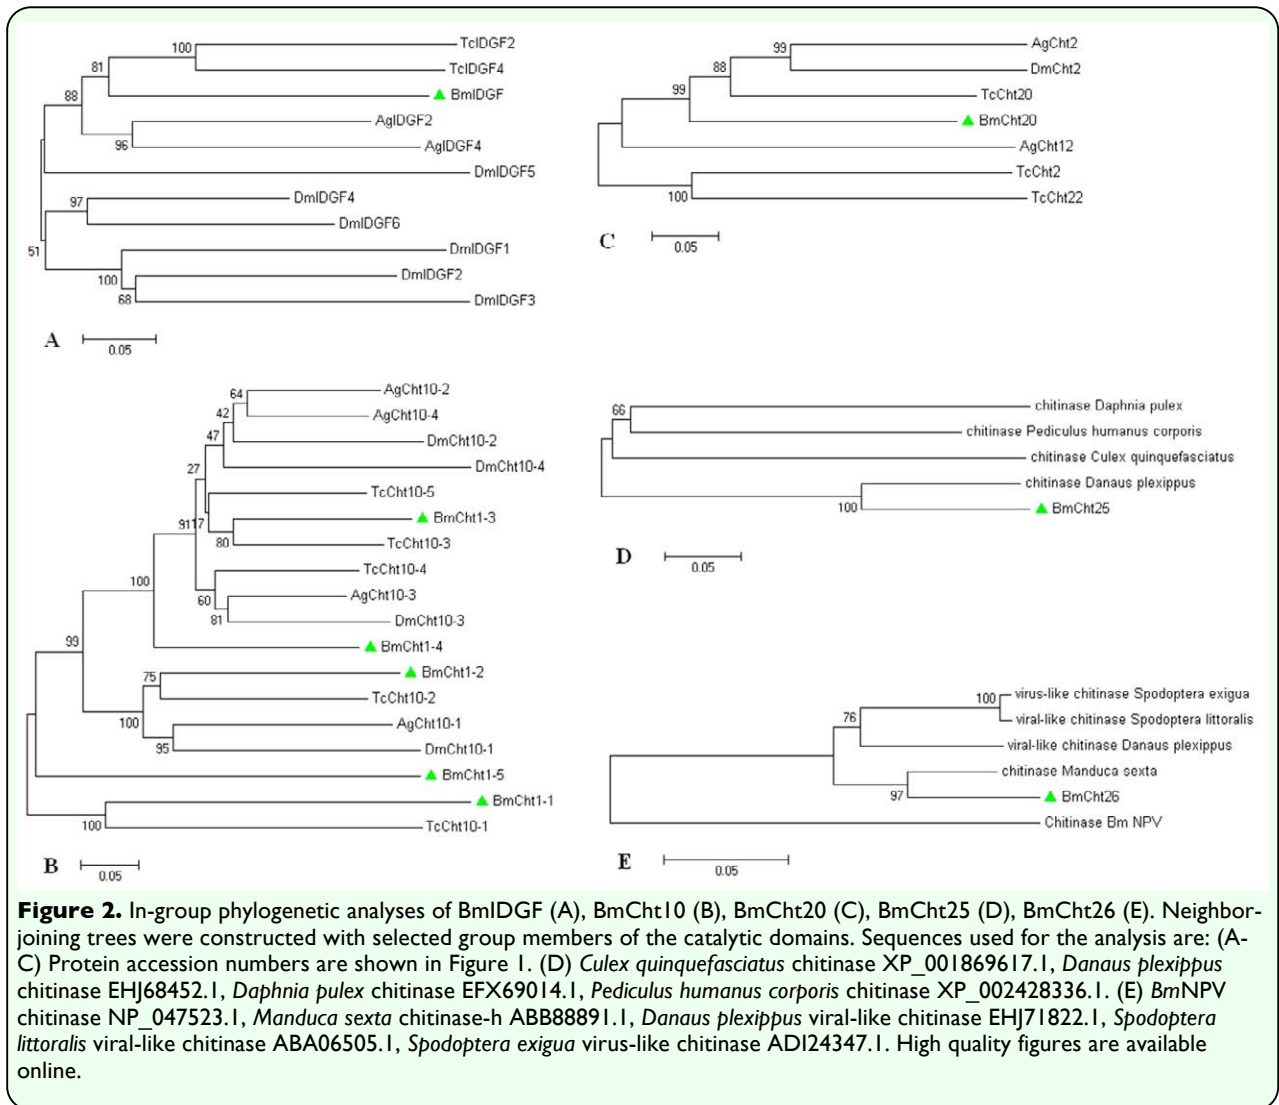 100
TcIDGF2
TcIDGF4
81
BmIDGF
88
AgIDGF2
96
AgIDGF4
DmIDGF5
97
DmIDGF4
DmIDGF6
51
DmIDGF1
100
DmIDGF2
68
DmIDGF3
A
0.05
99
AgCht2
88
DmCht2
99
TcCht20
BmCht20
AgCht12
TcCht2
100
TcCht22
C
0.05
64
AgCht10-2
42
AgCht10-4
47
DmCht10-2
27
DmCht10-4
TcCht10-5
9117
BmCht1-3
80
TcCht10-3
100
TcCht10-4
60
AgCht10-3
81
DmCht10-3
99
BmCht1-4
75
BmCht1-2
TcCht10-2
100
AgCht10-1
95
DmCht10-1
BmCht1-5
BmCht1-1
100
TcCht10-1
B
0.05
66
chitinase Daphnia pulex
chitinase Pediculus humanus corporis
chitinase Culex quinquefasciatus
chitinase Danaus plexippus
100
BmCht25
D
0.05
100
virus-like chitinase Spodoptera exigua
76
viral-like chitinase Spodoptera littoralis
viral-like chitinase Danaus plexippus
chitinase Manduca sexta
97
BmCht26
Chitinase Bm NPV
E
0.05
Figure 2. In-group phylogenetic analyses of BmIDGF (A), BmCht10 (B), BmCht20 (C), BmCht25 (D), BmCht26 (E). Neighbor-
joining trees were constructed with selected group members of the catalytic domains. Sequences used for the analysis are: (A-
C) Protein accession numbers are shown in Figure 1. (D) Culex quinquefasciatus chitinase XP_001869617.1, Danaus plexippus
chitinase EHJ68452.1, Daphnia pulex chitinase EFX69014.1, Pediculus humanus corporis chitinase XP_002428336.1. (E) BmNPV
chitinase NP_047523.1, Manduca sexta chitinase-h ABB88891.1, Danaus plexippus viral-like chitinase EHJ71822.1, Spodoptera
littoralis viral-like chitinase ABA06505.1, Spodoptera exigua virus-like chitinase ADI24347.1. High quality figures are available
online.